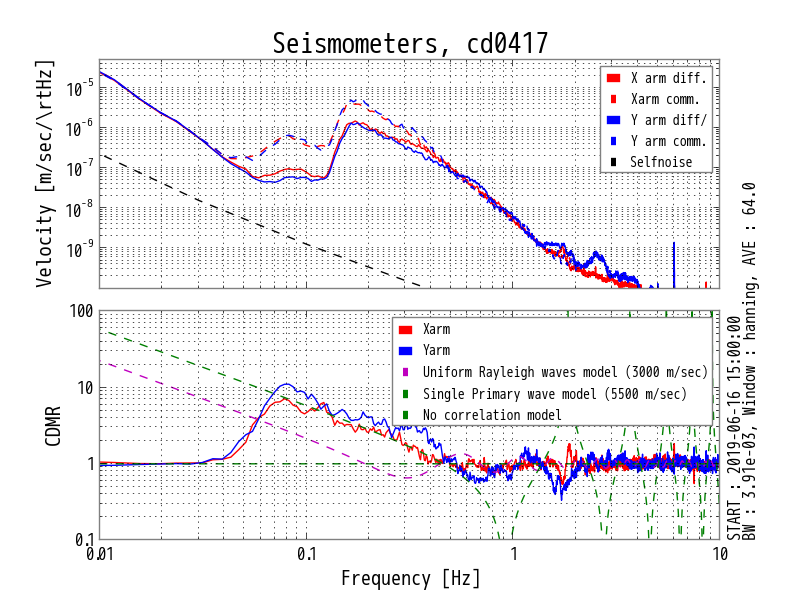 Seismometers, cd0417
Velocity [m/sec/\rtHz]
10^-5
10^-6
10^-7
10^-8
10^-9
X arm diff.
Xarm comm.
Y arm diff/
Y arm comm.
Selfnoise
CDMR
100
10
1
0.1
Xarm
Yarm
Uniform Rayleigh waves model (3000 m/sec)
Single Primary wave model (5500 m/sec)
No correlation model
0.01
0.1
1
10
Frequency [Hz]
START : 2019-06-16 15:00:00
BW : 3.91e-03, Window : hanning, AVE : 64.0